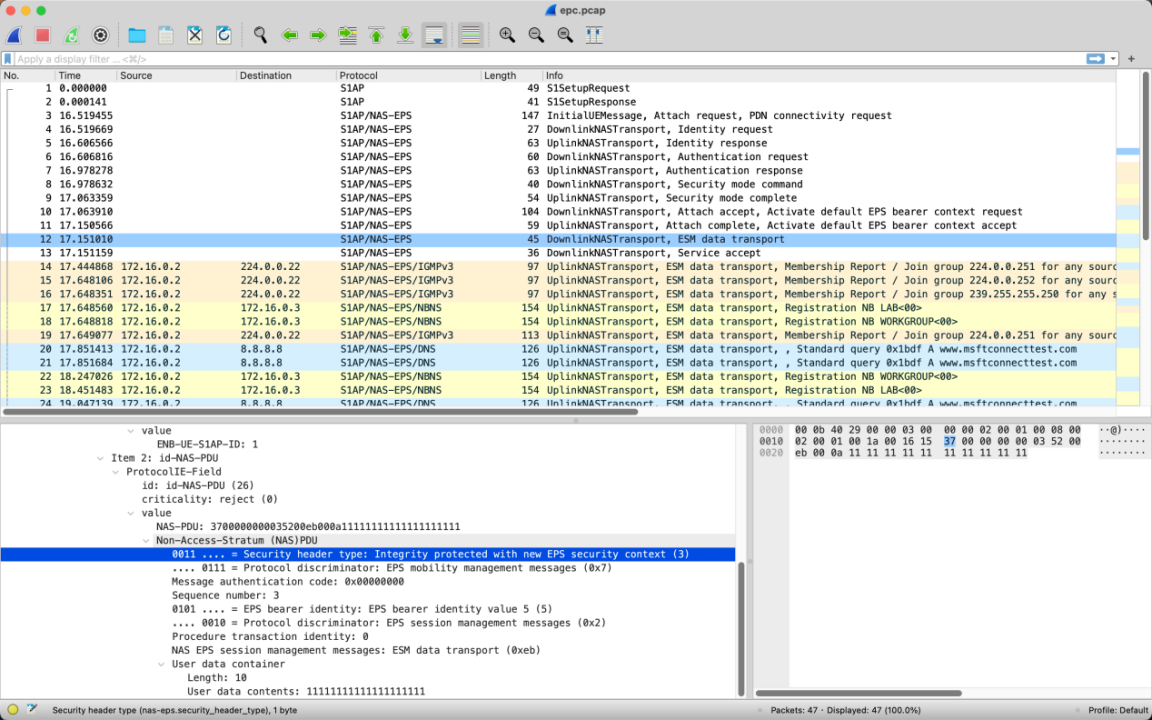 epc.pcap
Apply a display filter ... <⌘/>
No. Time Source Destination Protocol Length Info
1 0.000000 S1AP 49 S1SetupRequest
2 0.000141 S1AP 41 S1SetupResponse
3 16.519455 S1AP/NAS-EPS 147 InitialUEMessage, Attach request, PDN connectivity request
4 16.519669 S1AP/NAS-EPS 27 DownlinkNASTransport, Identity request
5 16.606566 S1AP/NAS-EPS 63 UplinkNASTransport, Identity response
6 16.606816 S1AP/NAS-EPS 60 DownlinkNASTransport, Authentication request
7 16.978278 S1AP/NAS-EPS 63 UplinkNASTransport, Authentication response
8 16.978632 S1AP/NAS-EPS 40 DownlinkNASTransport, Security mode command
9 17.063359 S1AP/NAS-EPS 54 UplinkNASTransport, Security mode complete
10 17.063910 S1AP/NAS-EPS 104 DownlinkNASTransport, Attach accept, Activate default EPS bearer context request
11 17.150566 S1AP/NAS-EPS 59 UplinkNASTransport, Attach complete, Activate default EPS bearer context accept
12 17.151010 S1AP/NAS-EPS 45 DownlinkNASTransport, ESM data transport
13 17.151159 S1AP/NAS-EPS 36 DownlinkNASTransport, Service accept
14 17.444868 172.16.0.2 224.0.0.22 S1AP/NAS-EPS/IGMPv3 97 UplinkNASTransport, ESM data transport, Membership Report / Join group 224.0.0.251 for any sourc
15 17.648106 172.16.0.2 224.0.0.22 S1AP/NAS-EPS/IGMPv3 97 UplinkNASTransport, ESM data transport, Membership Report / Join group 224.0.0.252 for any sourc
16 17.648351 172.16.0.2 224.0.0.22 S1AP/NAS-EPS/IGMPv3 97 UplinkNASTransport, ESM data transport, Membership Report / Join group 239.255.255.250 for any s
17 17.648560 172.16.0.2 172.16.0.3 S1AP/NAS-EPS/NBNS 154 UplinkNASTransport, ESM data transport, Registration NB LAB<00>
18 17.648818 172.16.0.2 172.16.0.3 S1AP/NAS-EPS/NBNS 154 UplinkNASTransport, ESM data transport, Registration NB WORKGROUP<00>
19 17.649077 172.16.0.2 224.0.0.22 S1AP/NAS-EPS/IGMPv3 113 UplinkNASTransport, ESM data transport, Membership Report / Join group 224.0.0.251 for any sourc
20 17.851413 172.16.0.2 8.8.8.8 S1AP/NAS-EPS/DNS 126 UplinkNASTransport, ESM data transport, , Standard query 0x1bdf A www.msftconnecttest.com
21 17.851684 172.16.0.2 8.8.8.8 S1AP/NAS-EPS/DNS 126 UplinkNASTransport, ESM data transport, , Standard query 0x1bdf A www.msftconnecttest.com
22 18.247026 172.16.0.2 172.16.0.3 S1AP/NAS-EPS/NBNS 154 UplinkNASTransport, ESM data transport, Registration NB WORKGROUP<00>
23 18.451483 172.16.0.2 172.16.0.3 S1AP/NAS-EPS/NBNS 154 UplinkNASTransport, ESM data transport, Registration NB LAB<00>
24 19.047139 172.16.0.2 8.8.8.8 S1AP/NAS-EPS/DNS 126 UplinkNASTransport, ESM data transport, , Standard query 0x1bdf A www.msftconnecttest.com
value
ENB-UE-S1AP-ID: 1
Item 2: id-NAS-PDU
ProtocolIE-Field
id: id-NAS-PDU (26)
criticality: reject (0)
value
NAS-PDU: 3700000000035200eb000a11111111111111111111
Non-Access-Stratum (NAS)PDU
0011 .... = Security header type: Integrity protected with new EPS security context (3)
.... 0111 = Protocol discriminator: EPS mobility management messages (0x7)
Message authentication code: 0x00000000
Sequence number: 3
0101 .... = EPS bearer identity: EPS bearer identity value 5 (5)
.... 0010 = Protocol discriminator: EPS session management messages (0x2)
Procedure transaction identity: 0
NAS EPS session management messages: ESM data transport (0xeb)
User data container
Length: 10
User data contents: 11111111111111111111
0000 00 0b 40 29 00 00 03 00 00 00 02 00 01 00 08 00 ··@)···· ········
0010 02 00 01 00 1a 00 16 15 37 00 00 00 00 03 52 00
0020 eb 00 0a 11 11 11 11 11 11 11 11 11 11
Security header type (nas-eps.security_header_type), 1 byte
Packets: 47 · Displayed: 47 (100.0%)
Profile: Default